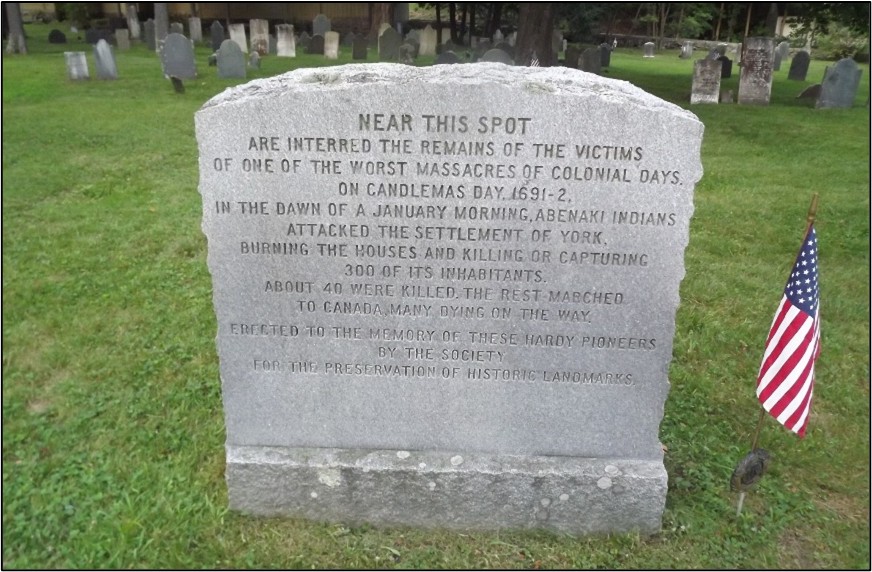 NEAR THIS SPOT
ARE INTERRED THE REMAINS OF THE VICTIMS
OF ONE OF THE WORST MASSACRES OF COLONIAL DAYS.
ON CANDLEMAS DAY, 1691-2,
IN THE DAWN OF A JANUARY MORNING, ABENAKI INDIANS
ATTACKED THE SETTLEMENT OF YORK,
BURNING THE HOUSES AND KILLING OR CAPTURING
300 OF ITS INHABITANTS.
ABOUT 40 WERE KILLED, THE REST MARCHED
TO CANADA, MANY DYING ON THE WAY.
ERECTED TO THE MEMORY OF THESE HARDY PIONEERS
BY THE SOCIETY
FOR THE PRESERVATION OF HISTORIC LANDMARKS.